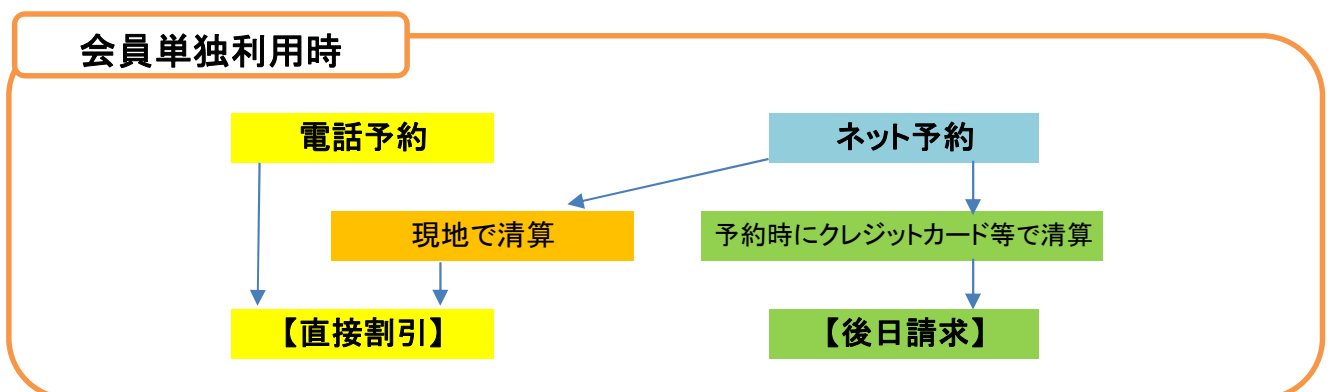 会員単独利用時
電話予約
ネット予約
現地で清算
予約時にクレジットカード等で清算
【直接割引】
【後日請求】